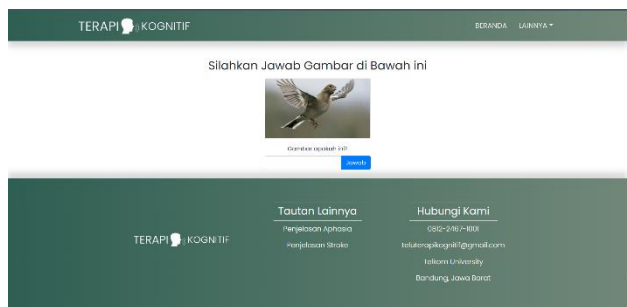 TERAPI KOGNITIF
BERANDA LAINNYA
Silahkan Jawab Gambar di Bawah ini
Gambar apakah ini?
Jawab
TERAPI KOGNITIF
Tautan Lainnya
Penjelasan Aphasia
Penjelasan Stroke
Hubungi Kami
0812-2467-1001
teluterapikognitif@gmail.com
Telkom University
Bandung, Jawa Barat